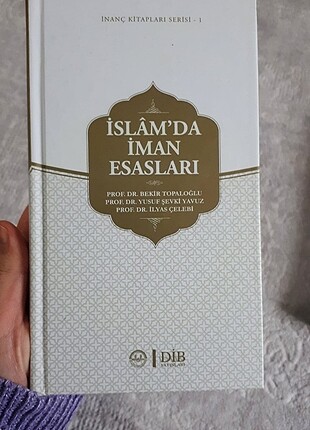 İNANÇ KİTAPLARI SERİSİ - 1
İSLÂM'DA
İMAN
ESASLARI
PROF. DR. BEKİR TOPALOĞLU
PROF. DR. YUSUF ŞEVKİ YAVUZ
PROF. DR. İLYAS ÇELEBİ
DİB
YAYINLARI